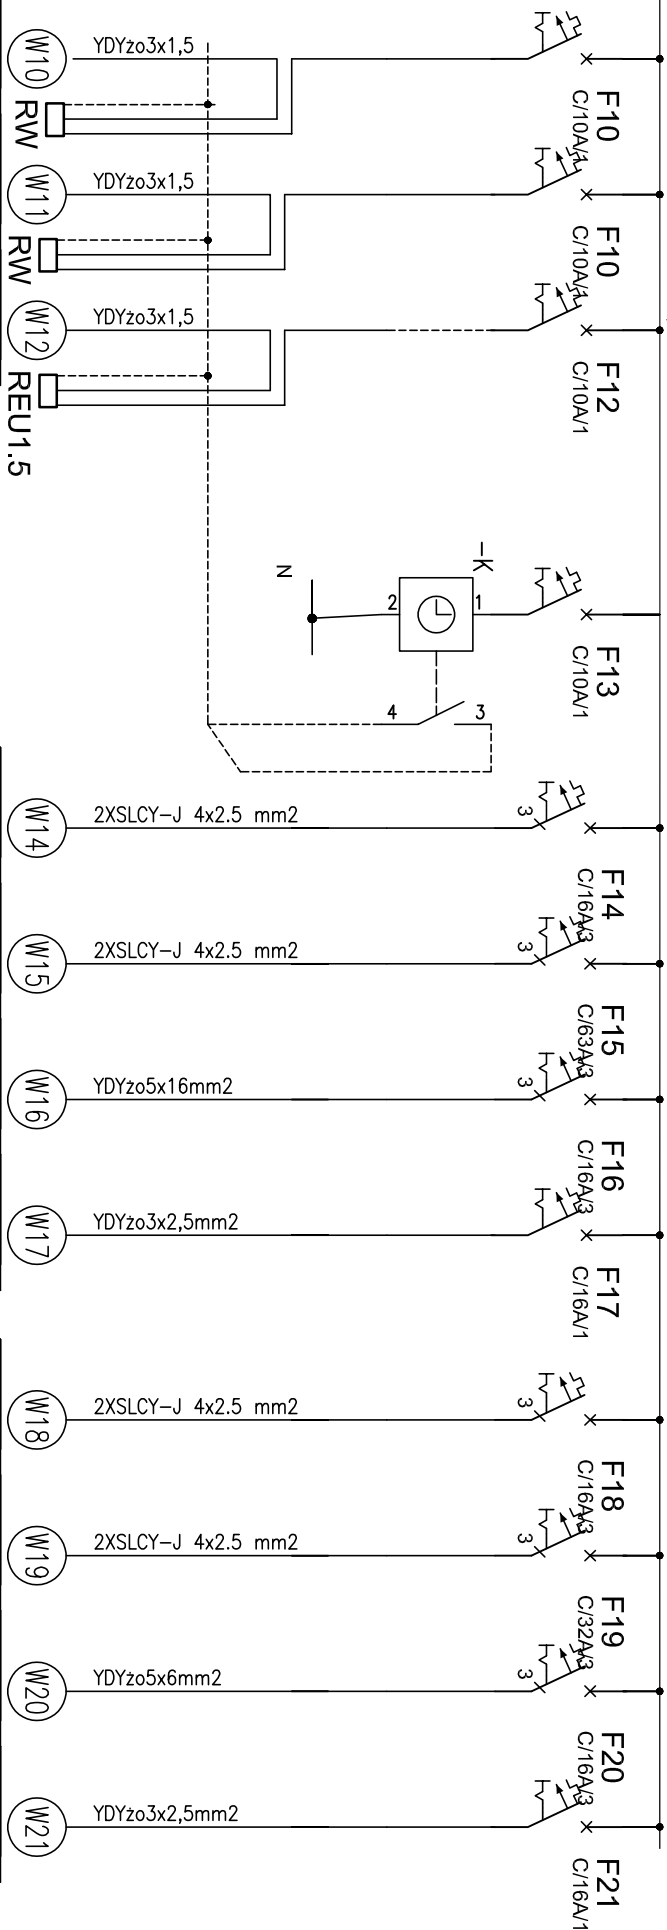 W10
YDYżo3x1,5
F10
C/10A/1
RW
W11
YDYżo3x1,5
F10
C/10A/1
RW
W12
YDYżo3x1,5
F12
C/10A/1
REU1.5
-K
N
2
1
F13
C/10A/1
4
3
W14
2XSLCY-J 4x2.5 mm2
3
F14
C/16A/3
W15
2XSLCY-J 4x2.5 mm2
3
F15
C/63A/3
W16
YDYżo5x16mm2
3
F16
C/16A/3
W17
YDYżo3x2,5mm2
F17
C/16A/1
W18
2XSLCY-J 4x2.5 mm2
3
F18
C/16A/3
W19
2XSLCY-J 4x2.5 mm2
3
F19
C/32A/3
W20
YDYżo5x6mm2
3
F20
C/16A/3
W21
YDYżo3x2,5mm2
F21
C/16A/1